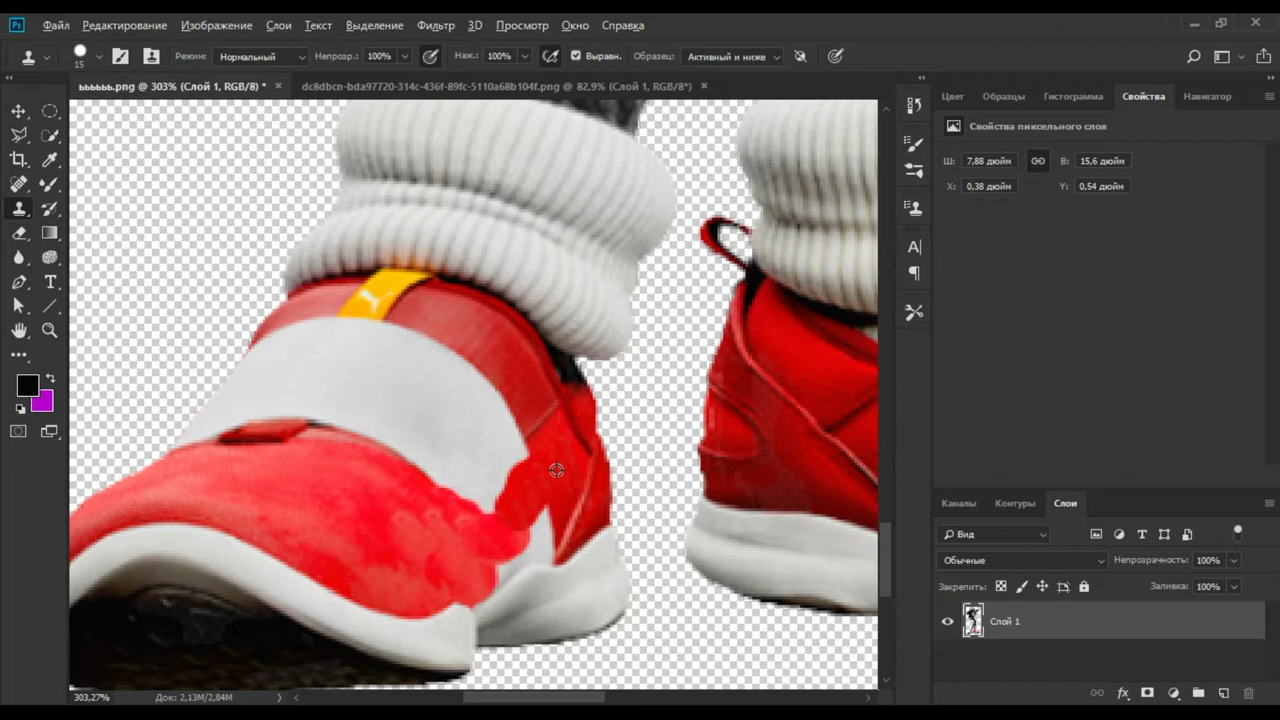 Ps Файл Редактирование Изображение Слои Текст Выделение Фильтр 3D Просмотр Окно Справка
15 Режим: Нормальный Непрозр.: 100% Наж.: 100% Выравн. Образец: Активный и ниже
ьььььь.png @ 303% (Слой 1, RGB/8) * dc8dbcn-bda97720-314c-436f-89fc-5110a68b104f.png @ 82,9% (Слой 1, RGB/8*)
Цвет Образцы Гистограмма Свойства Навигатор
Свойства пиксельного слоя
Ш: 7,88 дюйм В: 15,6 дюйм
X: 0,38 дюйм Y: 0,54 дюйм
Каналы Контуры Слои
Вид
Обычные Непрозрачность: 100%
Закрепить: Заливка: 100%
Слой 1
303,27% Док: 2,13M/2,84M